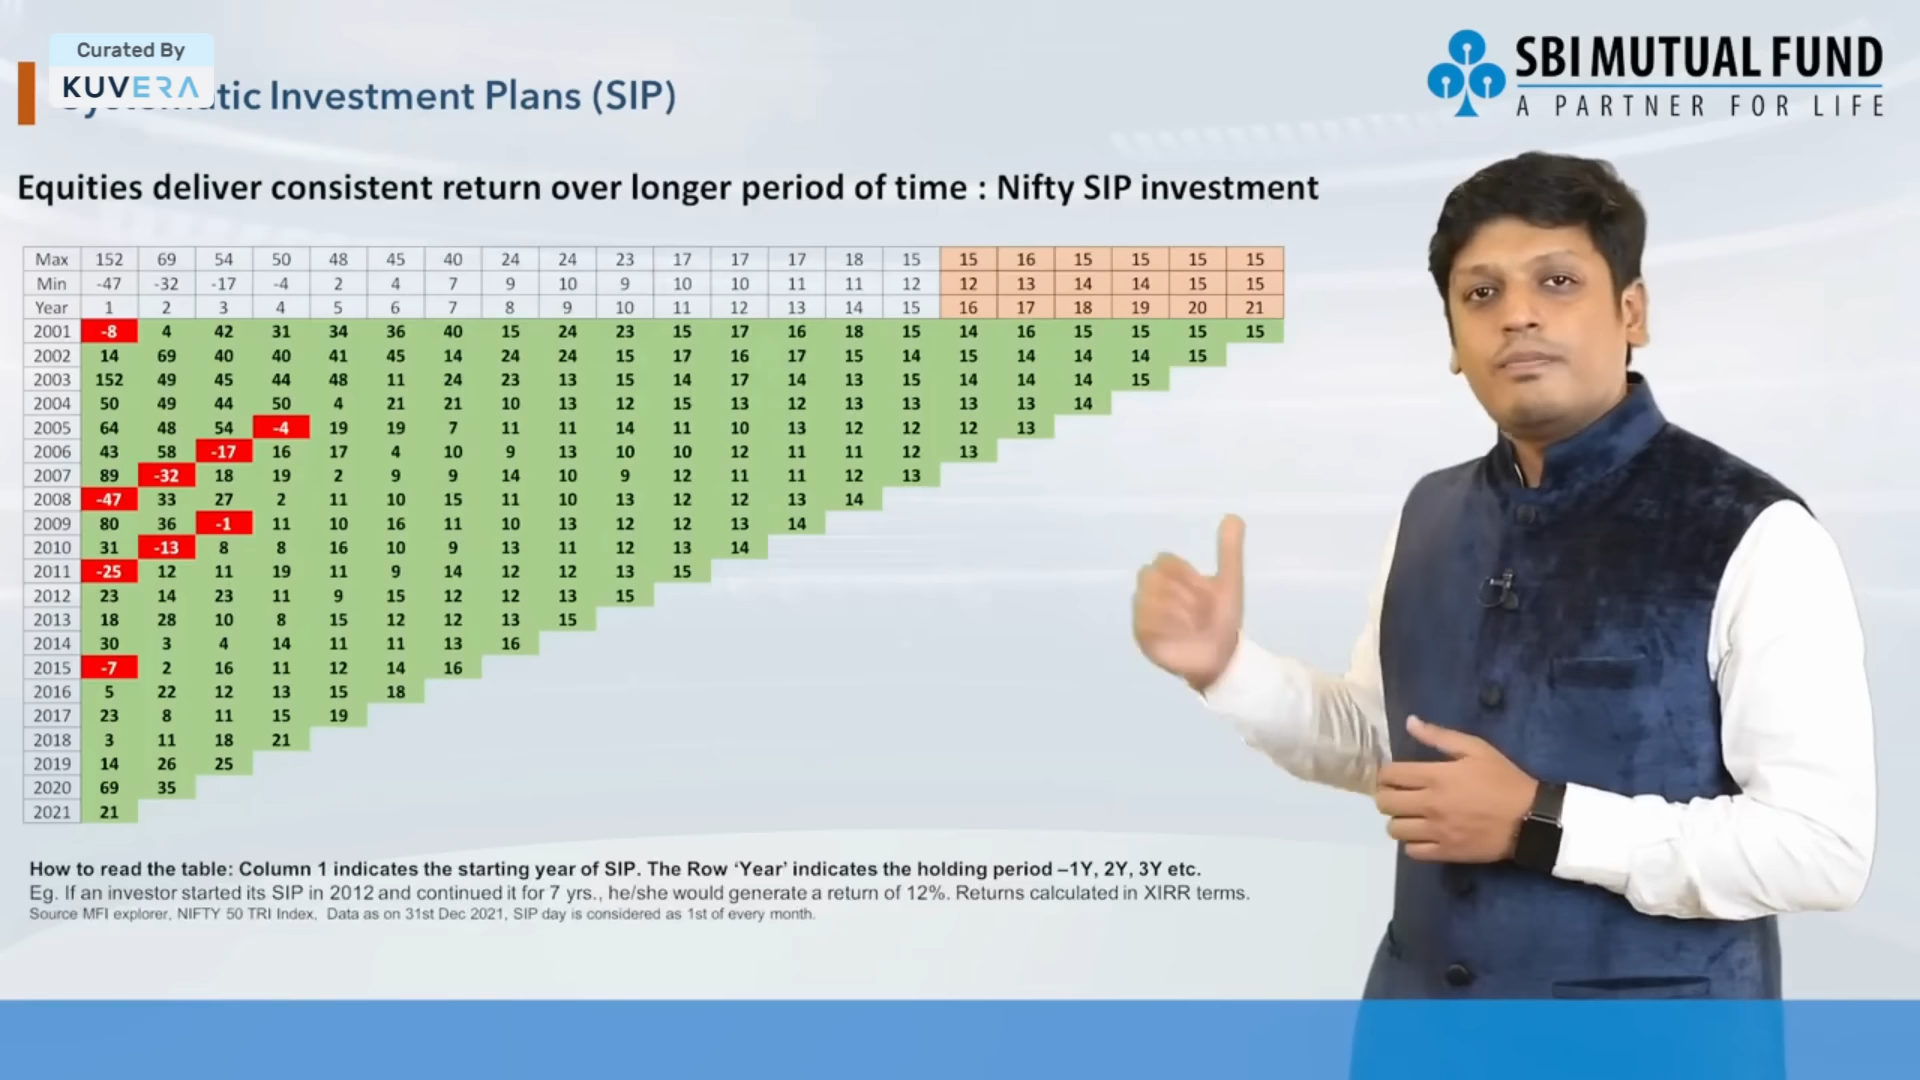 Curated By
KUVERA
tic Investment Plans (SIP)
SBI MUTUAL FUND
A PARTNER FOR LIFE
Equities deliver consistent return over longer period of time : Nifty SIP investment
Max 152 69 54 50 48 45 40 24 24 23 17 17 17 18 15 15 16 15 15 15 15
Min -47 -32 -17 -4 2 4 7 9 10 9 10 10 11 11 12 12 13 14 14 15 15
Year 1 2 3 4 5 6 7 8 9 10 11 12 13 14 15 16 17 18 19 20 21
2001 -8 4 42 31 34 36 40 15 24 23 15 17 16 18 15 14 16 15 15 15 15
2002 14 69 40 40 41 45 14 24 24 15 17 16 17 15 14 15 14 14 14 15
2003 152 49 45 44 48 11 24 23 13 15 14 17 14 13 15 14 14 14 15
2004 50 49 44 50 4 21 21 10 13 12 15 13 12 13 13 13 13 14
2005 64 48 54 -4 19 19 7 11 11 14 11 10 13 12 12 12 13
2006 43 58 -17 16 17 4 10 9 13 10 10 12 11 11 12 13
2007 89 -32 18 19 2 9 9 14 10 9 12 11 11 12 13
2008 -47 33 27 2 11 10 15 11 10 13 12 12 13 14
2009 80 36 -1 11 10 16 11 10 13 12 12 13 14
2010 31 -13 8 8 16 10 9 13 11 12 13 14
2011 -25 12 11 19 11 9 14 12 12 13 15
2012 23 14 23 11 9 15 12 12 13 15
2013 18 28 10 8 15 12 12 13 15
2014 30 3 4 14 11 11 13 16
2015 -7 2 16 11 12 14 16
2016 5 22 12 13 15 18
2017 23 8 11 15 19
2018 3 11 18 21
2019 14 26 25
2020 69 35
2021 21
How to read the table: Column 1 indicates the starting year of SIP. The Row ‘Year’ indicates the holding period –1Y, 2Y, 3Y etc.
Eg. If an investor started its SIP in 2012 and continued it for 7 yrs., he/she would generate a return of 12%. Returns calculated in XIRR terms.
Source MFI explorer, NIFTY 50 TRI Index, Data as on 31st Dec 2021, SIP day is considered as 1st of every month.